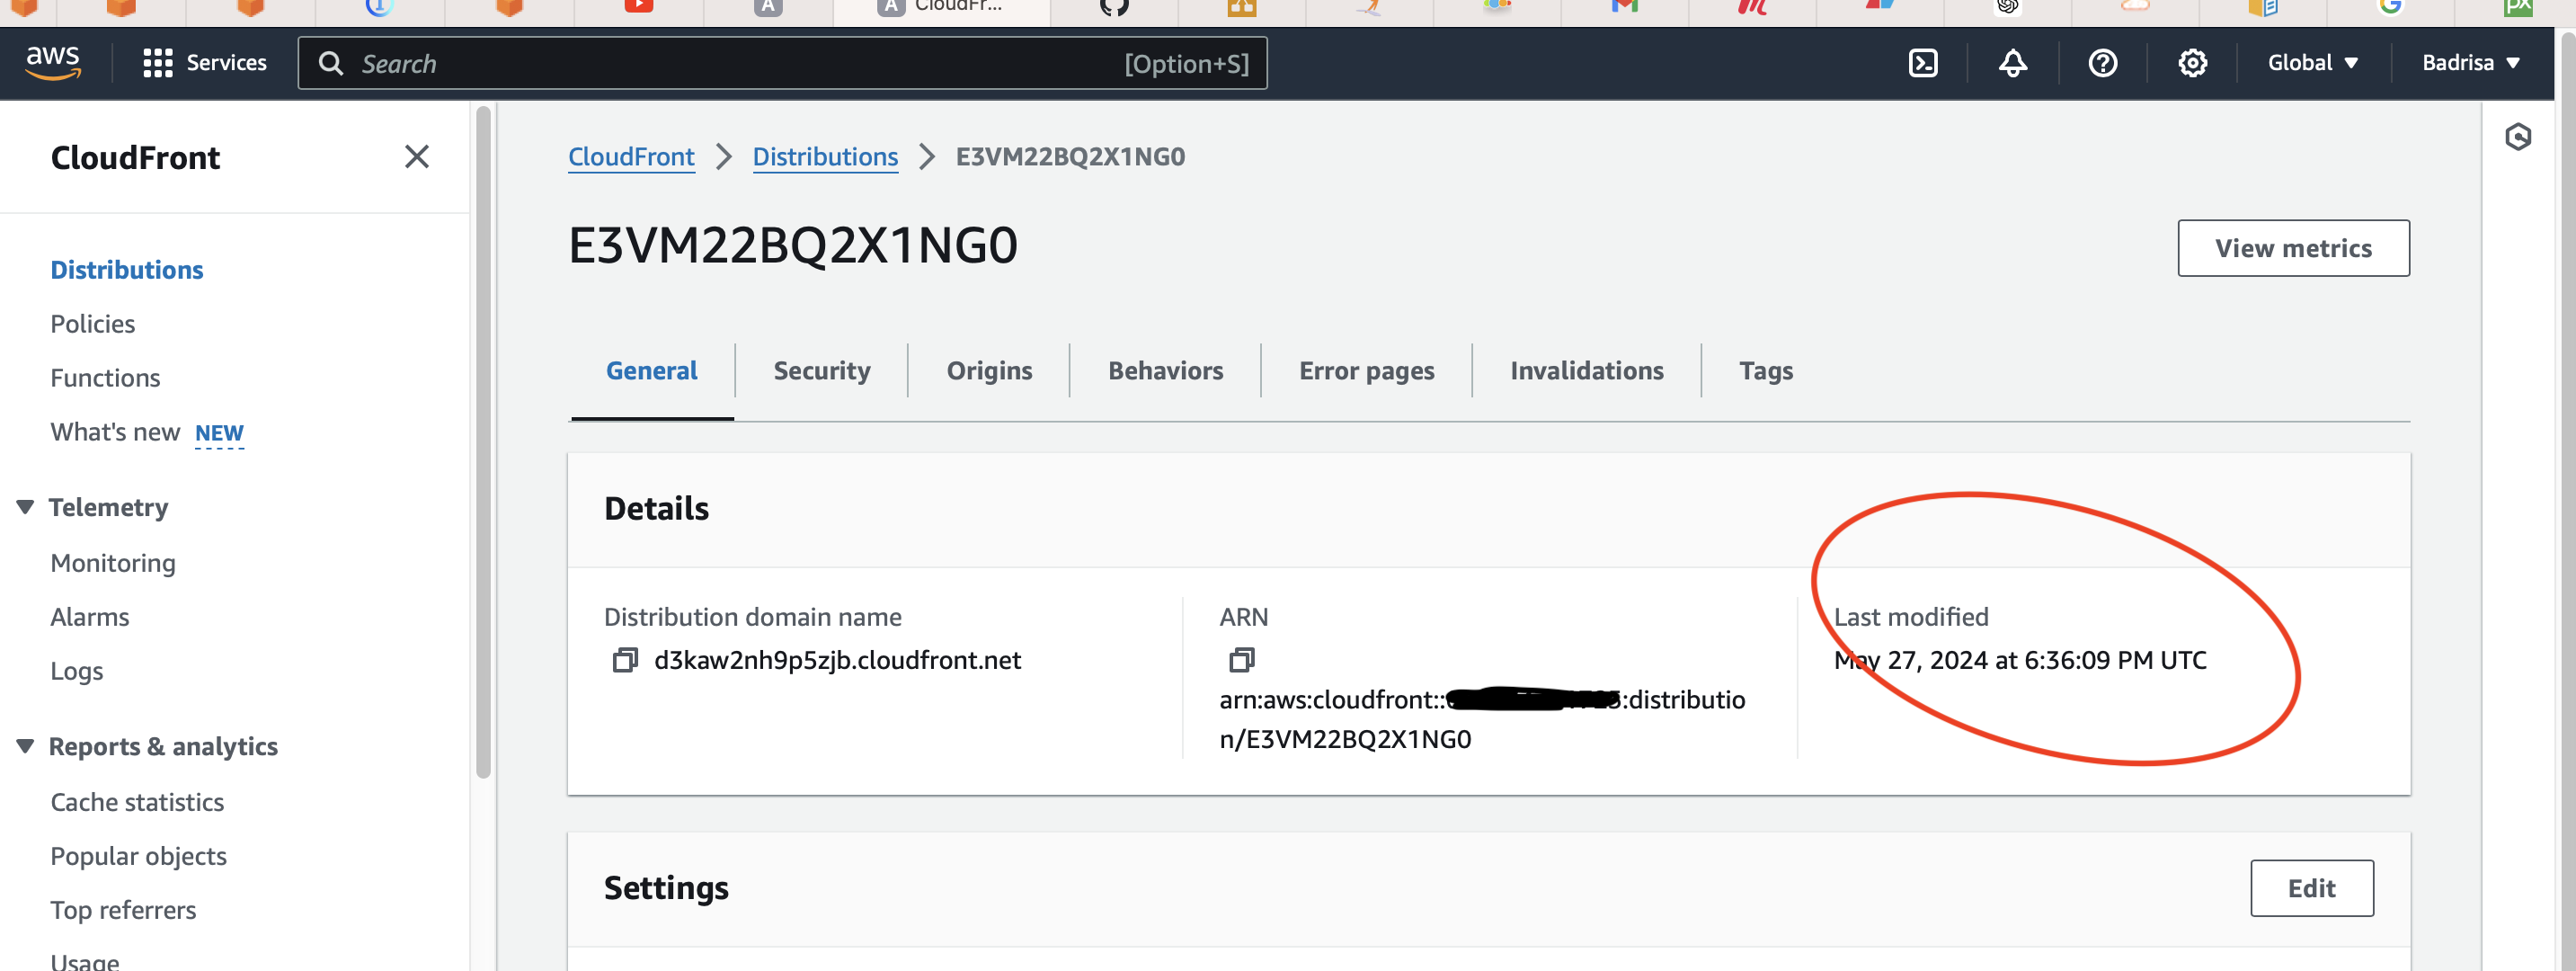 A
A CloudFr...
aws
Services
Search [Option+S]
Global
Badrisa
CloudFront
Distributions
Policies
Functions
What's new NEW
Telemetry
Monitoring
Alarms
Logs
Reports & analytics
Cache statistics
Popular objects
Top referrers
Usage
CloudFront > Distributions > E3VM22BQ2X1NG0
E3VM22BQ2X1NG0
View metrics
General
Security
Origins
Behaviors
Error pages
Invalidations
Tags
Details
Distribution domain name
d3kaw2nh9p5zjb.cloudfront.net
ARN
arn:aws:cloudfront:: :distributio
n/E3VM22BQ2X1NG0
Last modified
May 27, 2024 at 6:36:09 PM UTC
Settings
Edit